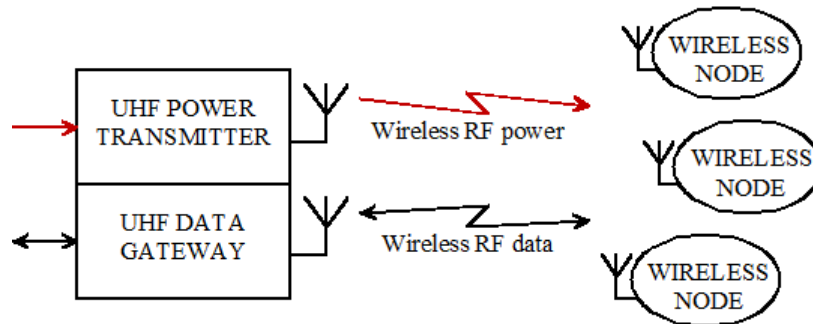 UHF POWER
TRANSMITTER
Wireless RF power
UHF DATA
GATEWAY
Wireless RF data
WIRELESS
NODE
WIRELESS
NODE
WIRELESS
NODE